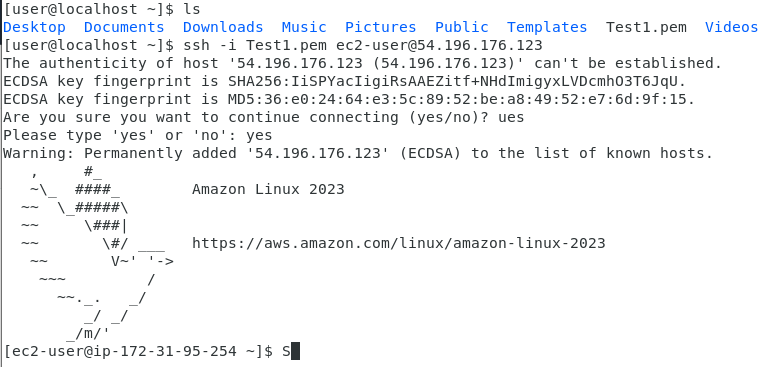 [user@localhost ~]$ ls
Desktop  Documents  Downloads  Music  Pictures  Public  Templates  Test1.pem  Videos
[user@localhost ~]$ ssh -i Test1.pem ec2-user@54.196.176.123
The authenticity of host '54.196.176.123 (54.196.176.123)' can't be established.
ECDSA key fingerprint is SHA256:IiSPYacIigiRsAAEZitf+NHdImigyxLVDcmhO3T6JqU.
ECDSA key fingerprint is MD5:36:e0:24:64:e3:5c:89:52:be:a8:49:52:e7:6d:9f:15.
Are you sure you want to continue connecting (yes/no)? ues
Please type 'yes' or 'no': yes
Warning: Permanently added '54.196.176.123' (ECDSA) to the list of known hosts.
   ,     #_
   ~\_  ####_        Amazon Linux 2023
  ~~  \_#####\
  ~~     \###|
  ~~       \#/ ___   https://aws.amazon.com/linux/amazon-linux-2023
   ~~       V~' '->
    ~~~         /
      ~~._.   _/
         _/ _/
       _/m/'
[ec2-user@ip-172-31-95-254 ~]$ S